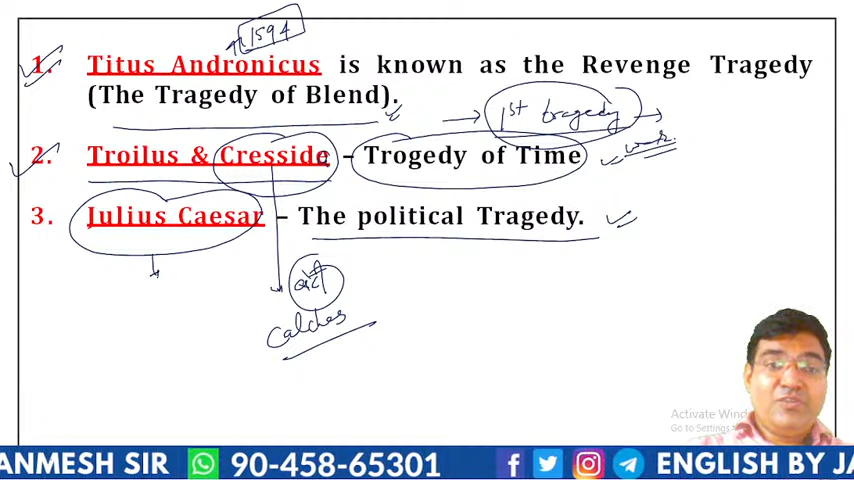 1594
1. Titus Andronicus is known as the Revenge Tragedy
(The Tragedy of Blend).
1st tragedy
2. Troilus & Cresside – Trogedy of Time
3. Julius Caesar – The political Tragedy.
Calches
Activate Wind
Go to Settings
ANMESH SIR 90-458-65301 ENGLISH BY JA